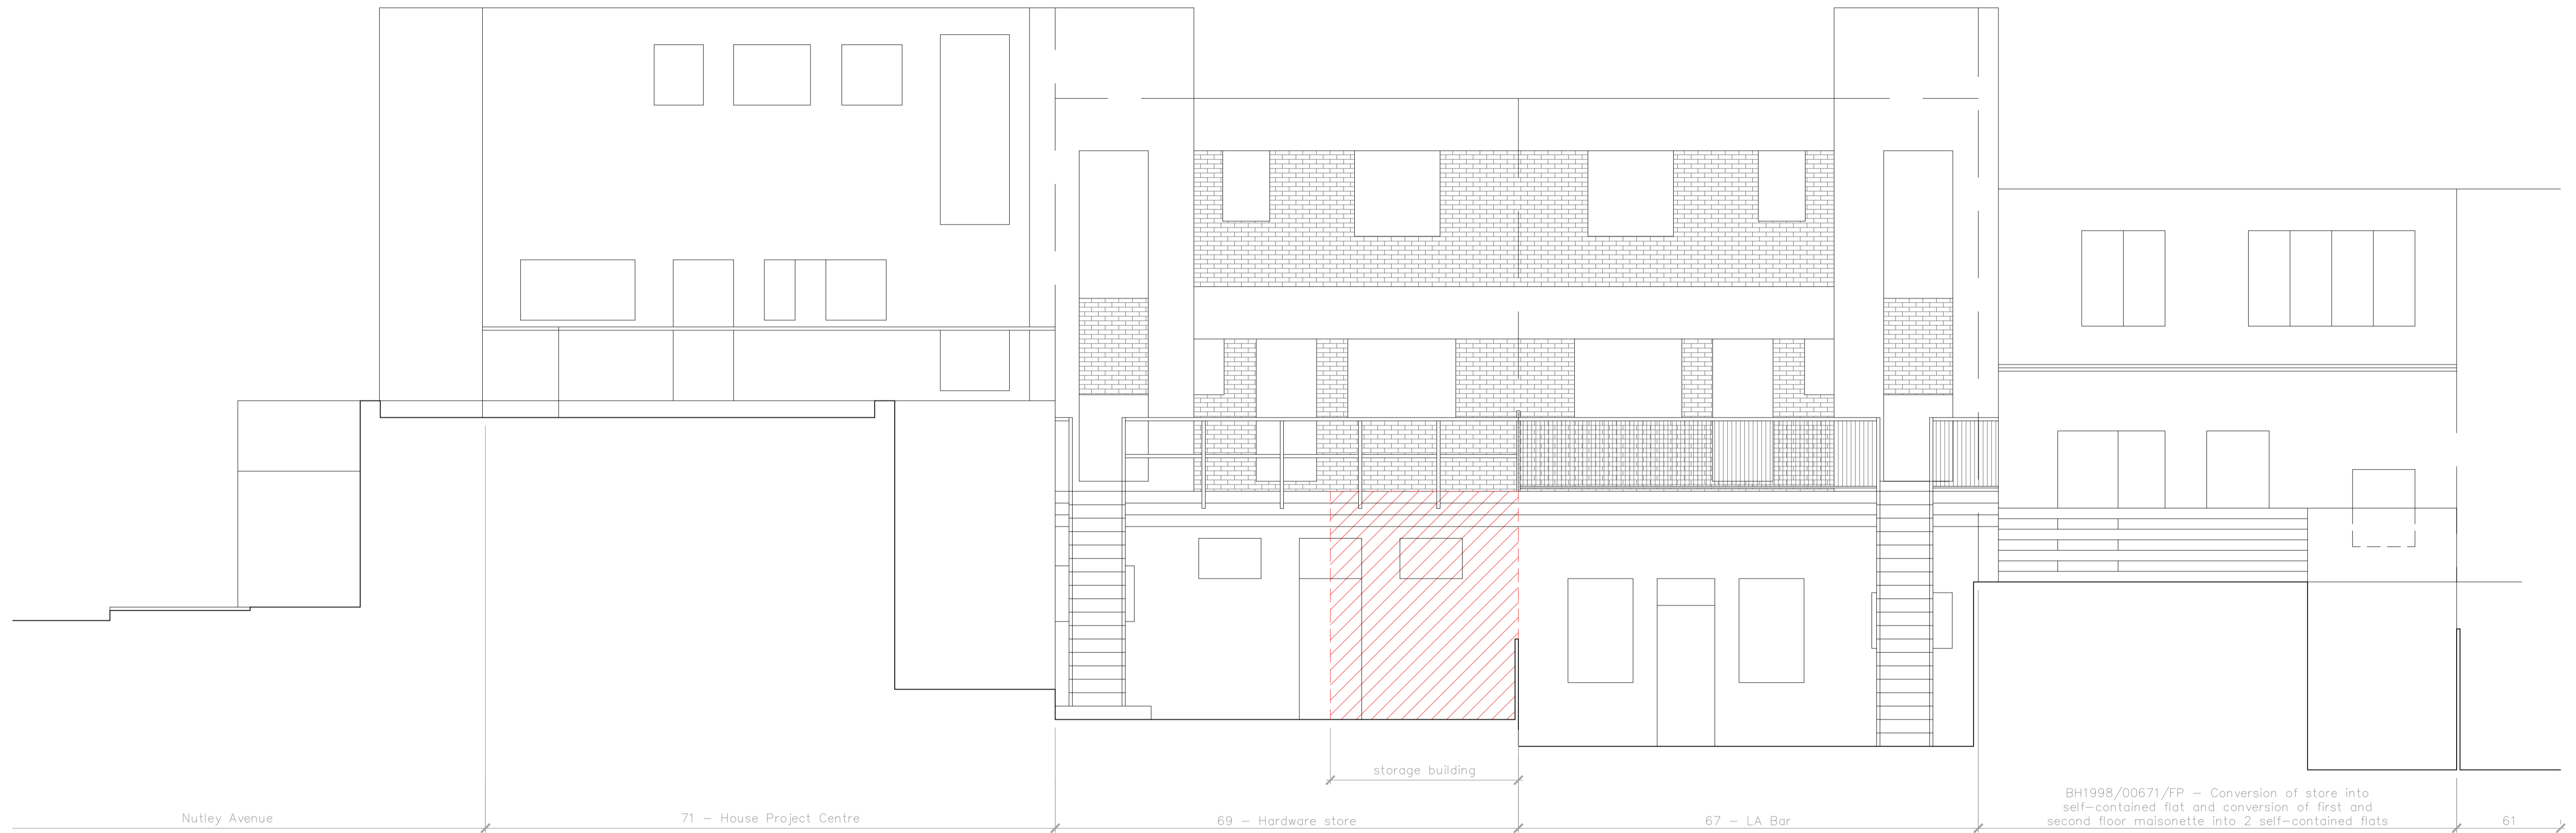 storage building
Nutley Avenue
71 – House Project Centre
69 – Hardware store
67 – LA Bar
BH1998/00671/FP – Conversion of store into
self-contained flat and conversion of first and
second floor maisonette into 2 self-contained flats
61